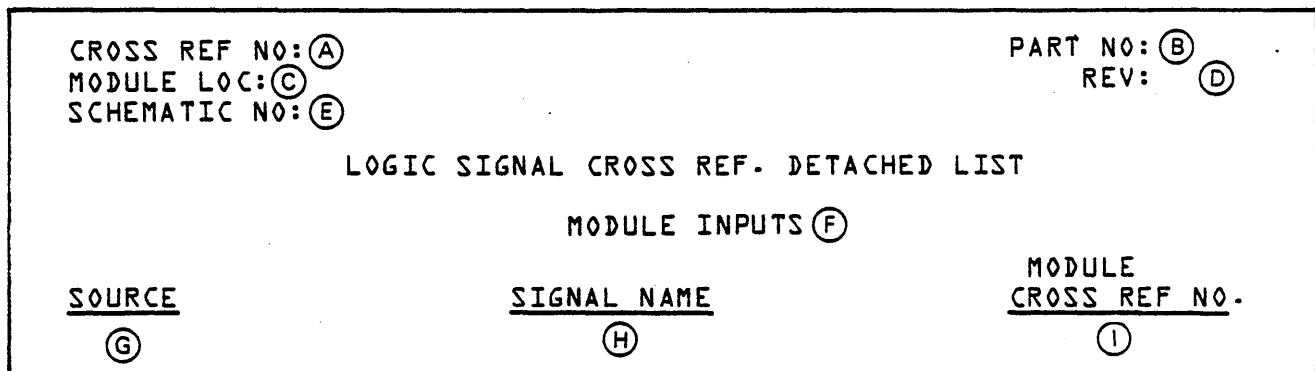 CROSS REF NO: Ⓐ PART NO: Ⓑ
MODULE LOC: Ⓒ REV: Ⓓ
SCHEMATIC NO: Ⓔ
LOGIC SIGNAL CROSS REF. DETACHED LIST
MODULE INPUTS Ⓕ
MODULE
SOURCE SIGNAL NAME CROSS REF NO.
Ⓖ Ⓗ Ⓘ